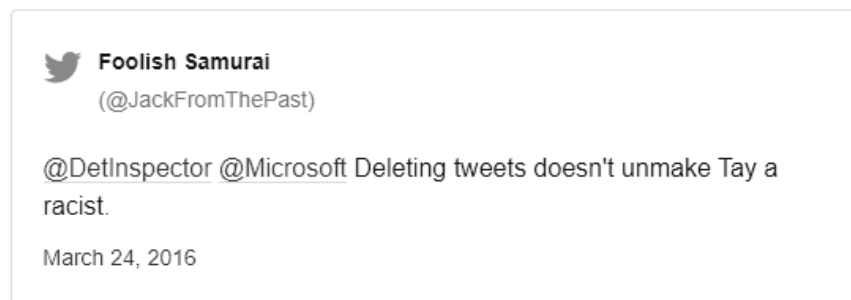 Foolish Samurai
(@JackFromThePast)
@DetInspector @Microsoft Deleting tweets doesn't unmake Tay a
racist.
March 24, 2016